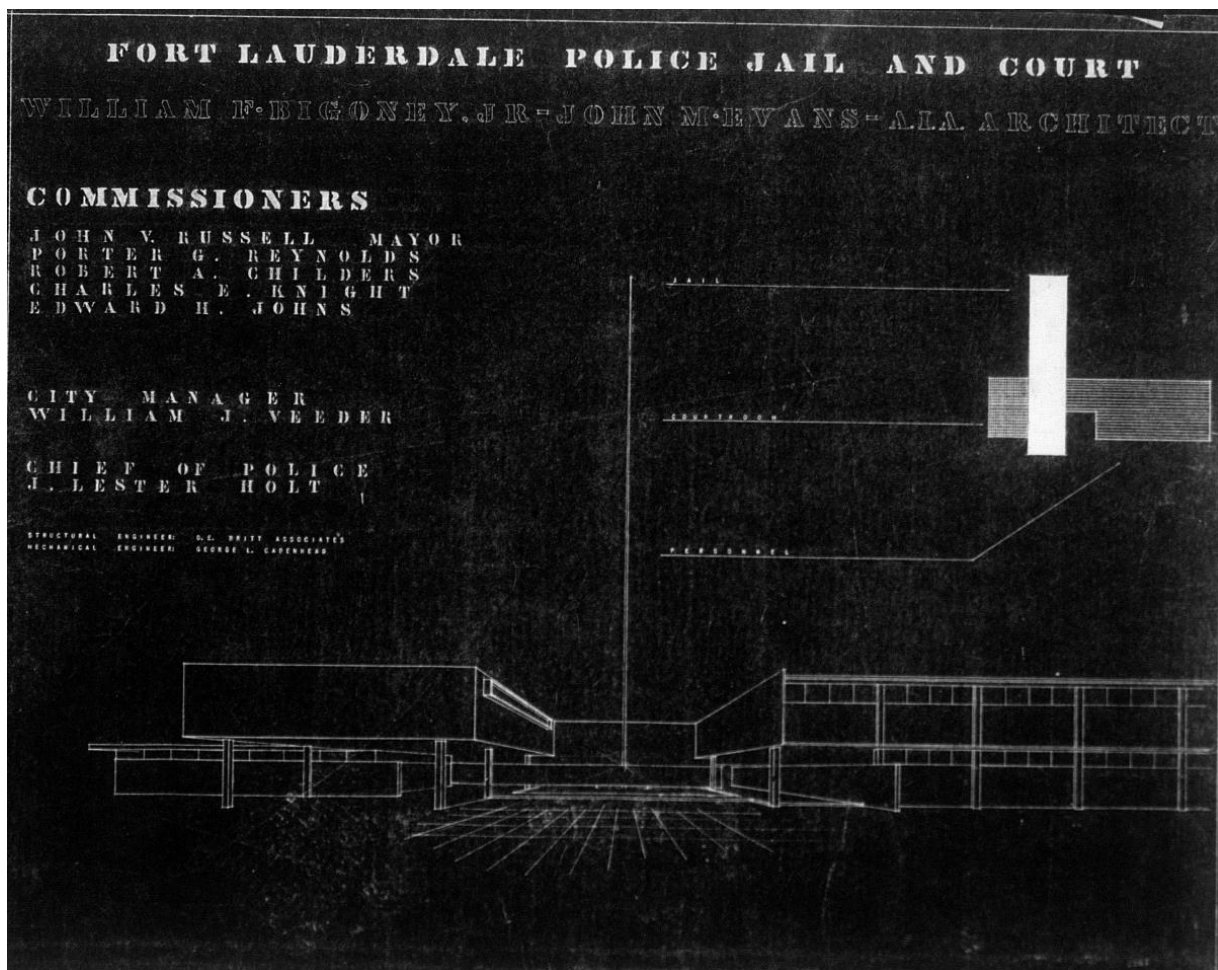 FORT LAUDERDALE POLICE JAIL AND COURT
WILLIAM F·BIGONEY.JR-JOHN M·EVANS-A.I.A. ARCHITECT
COMMISSIONERS
JOHN V. RUSSELL MAYOR
PORTER G. REYNOLDS
ROBERT A. CHILDERS
CHARLES E. KNIGHT
EDWARD H. JOHNS
CITY MANAGER
WILLIAM J. VEEDER
CHIEF OF POLICE
J. LESTER HOLT
STRUCTURAL ENGINEER: D.E. BRITT ASSOCIATES
MECHANICAL ENGINEER: GEORGE L. CADENHEAD
JAIL
COURTROOM
PERSONNEL